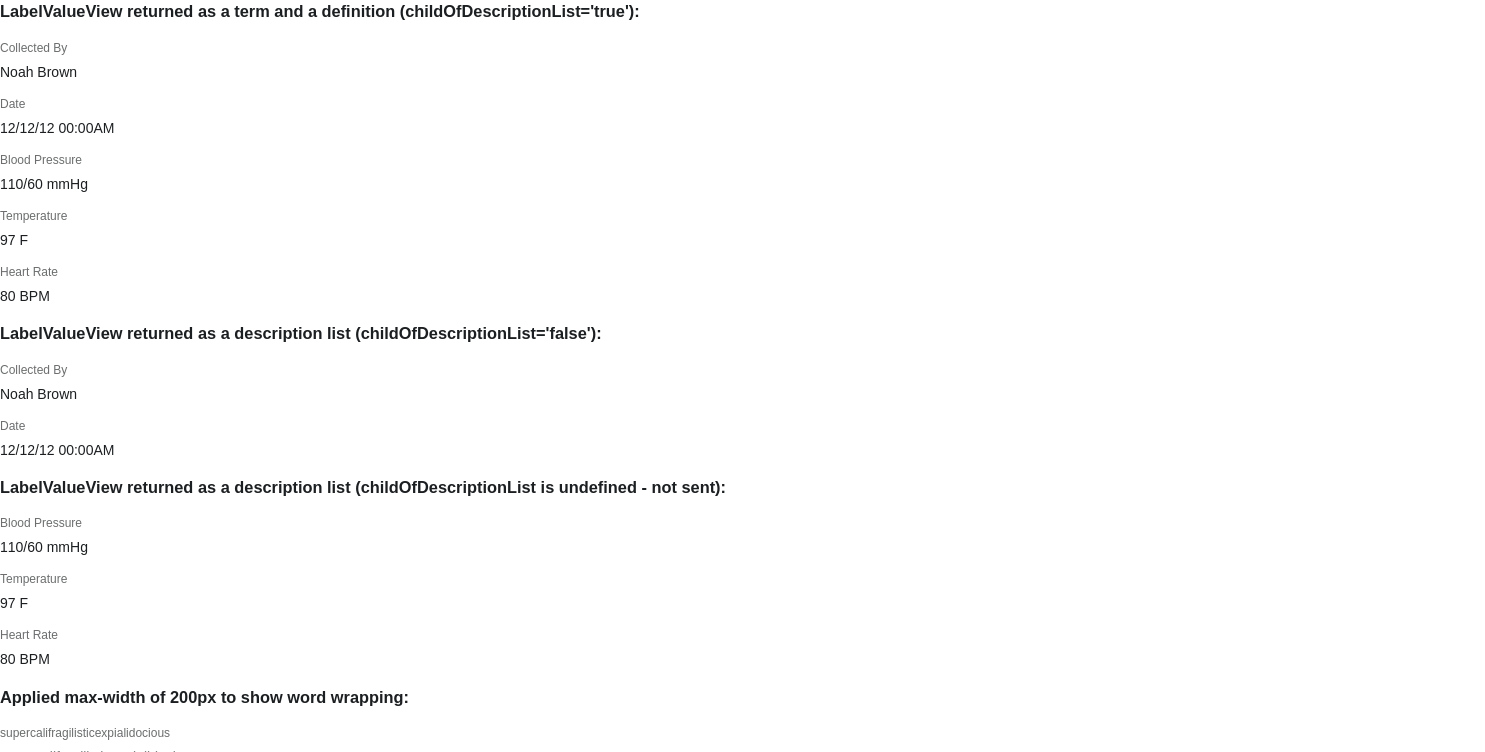 LabelValueView returned as a term and a definition (childOfDescriptionList='true'):
Collected By
Noah Brown
Date
12/12/12 00:00AM
Blood Pressure
110/60 mmHg
Temperature
97 F
Heart Rate
80 BPM
LabelValueView returned as a description list (childOfDescriptionList='false'):
Collected By
Noah Brown
Date
12/12/12 00:00AM
LabelValueView returned as a description list (childOfDescriptionList is undefined - not sent):
Blood Pressure
110/60 mmHg
Temperature
97 F
Heart Rate
80 BPM
Applied max-width of 200px to show word wrapping:
supercalifragilisticexpialidocious